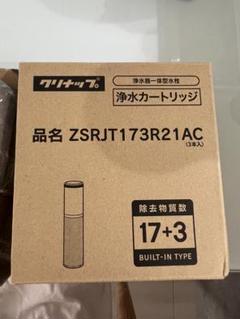 クリナップ
浄水器一体型水栓
浄水カートリッジ
品名 ZSRJT173R21AC
(3本入)
除去物質数
17+3
BUILT-IN TYPE